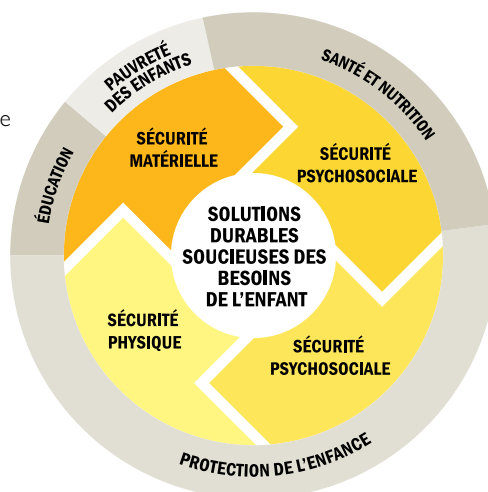 PAUVRETÉ
DES ENFANTS
SANTÉ ET NUTRITION
e
ÉDUCATION
SÉCURITÉ
MATÉRIELLE
SÉCURITÉ
PSYCHOSOCIALE
SOLUTIONS
DURABLES
SOUCIEUSES DES
BESOINS
DE L’ENFANT
SÉCURITÉ
PHYSIQUE
SÉCURITÉ
PSYCHOSOCIALE
PROTECTION DE L’ENFANCE